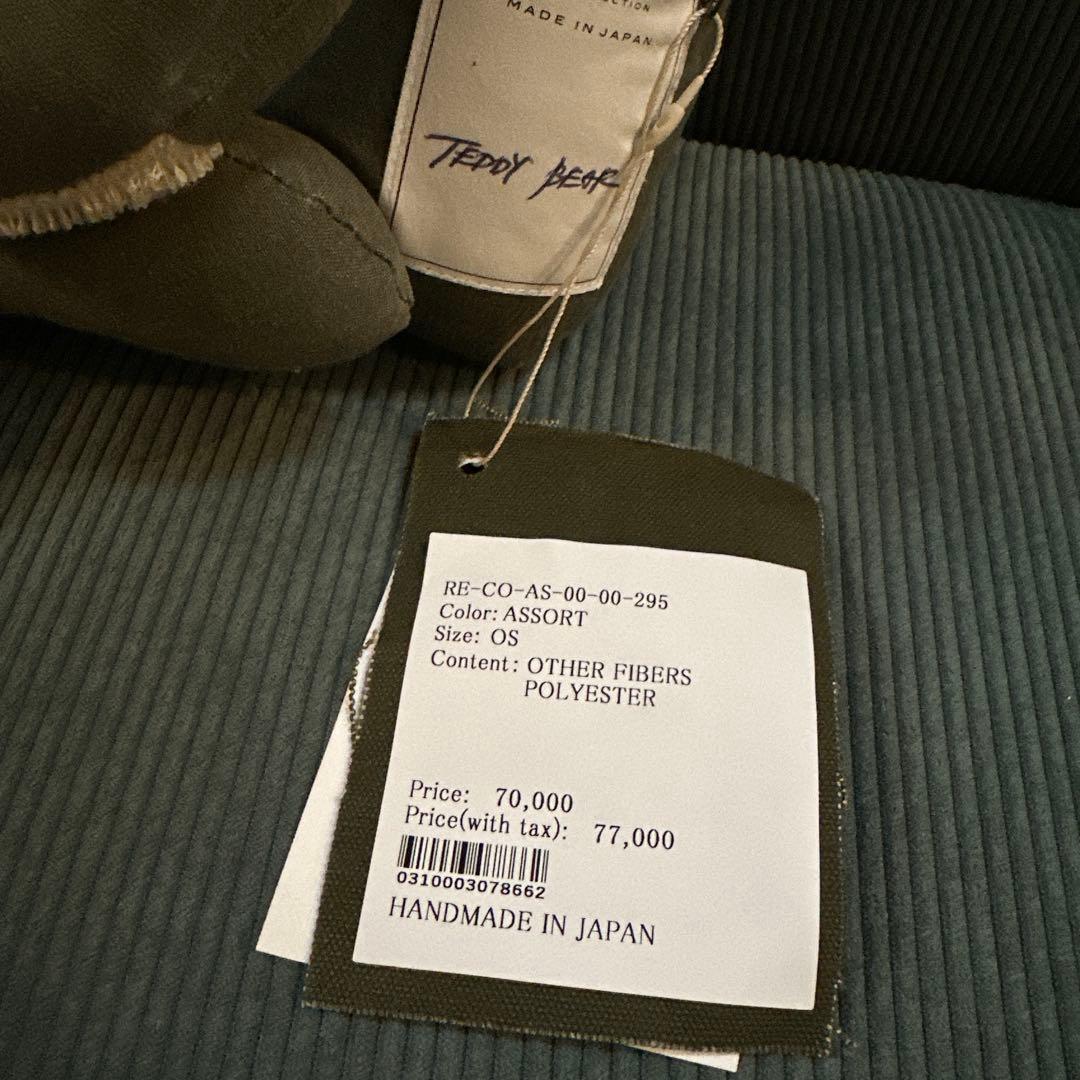 MADE IN JAPAN
TEDDY BEAR
RE-CO-AS-00-00-295
Color: ASSORT
Size: OS
Content: OTHER FIBERS
POLYESTER
Price: 70,000
Price(with tax): 77,000
0310003078662
HANDMADE IN JAPAN